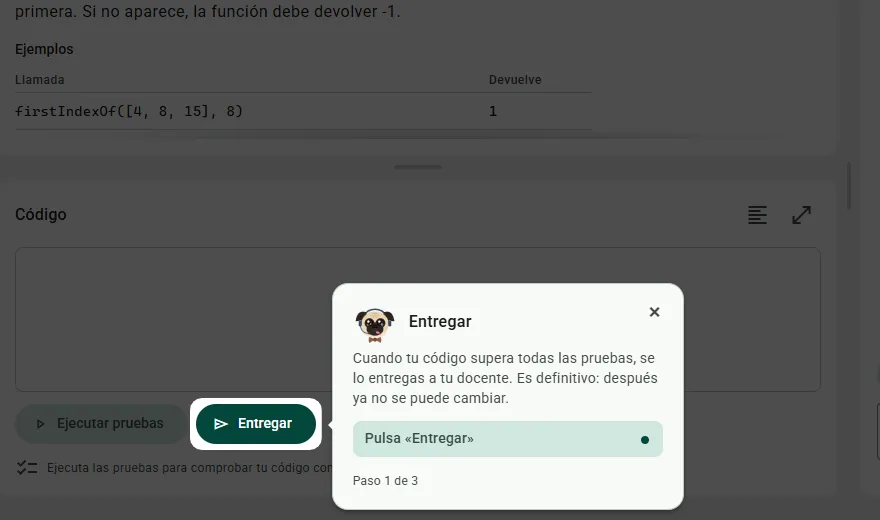 primera. Si no aparece, la función debe devolver -1.
Ejemplos
Llamada Devuelve
firstIndexOf([4, 8, 15], 8) 1
Código
Entregar
Cuando tu código supera todas las pruebas, se
lo entregas a tu docente. Es definitivo: después
ya no se puede cambiar.
Pulsa «Entregar»
Paso 1 de 3
Ejecutar pruebas
Entregar
Ejecuta las pruebas para comprobar tu código